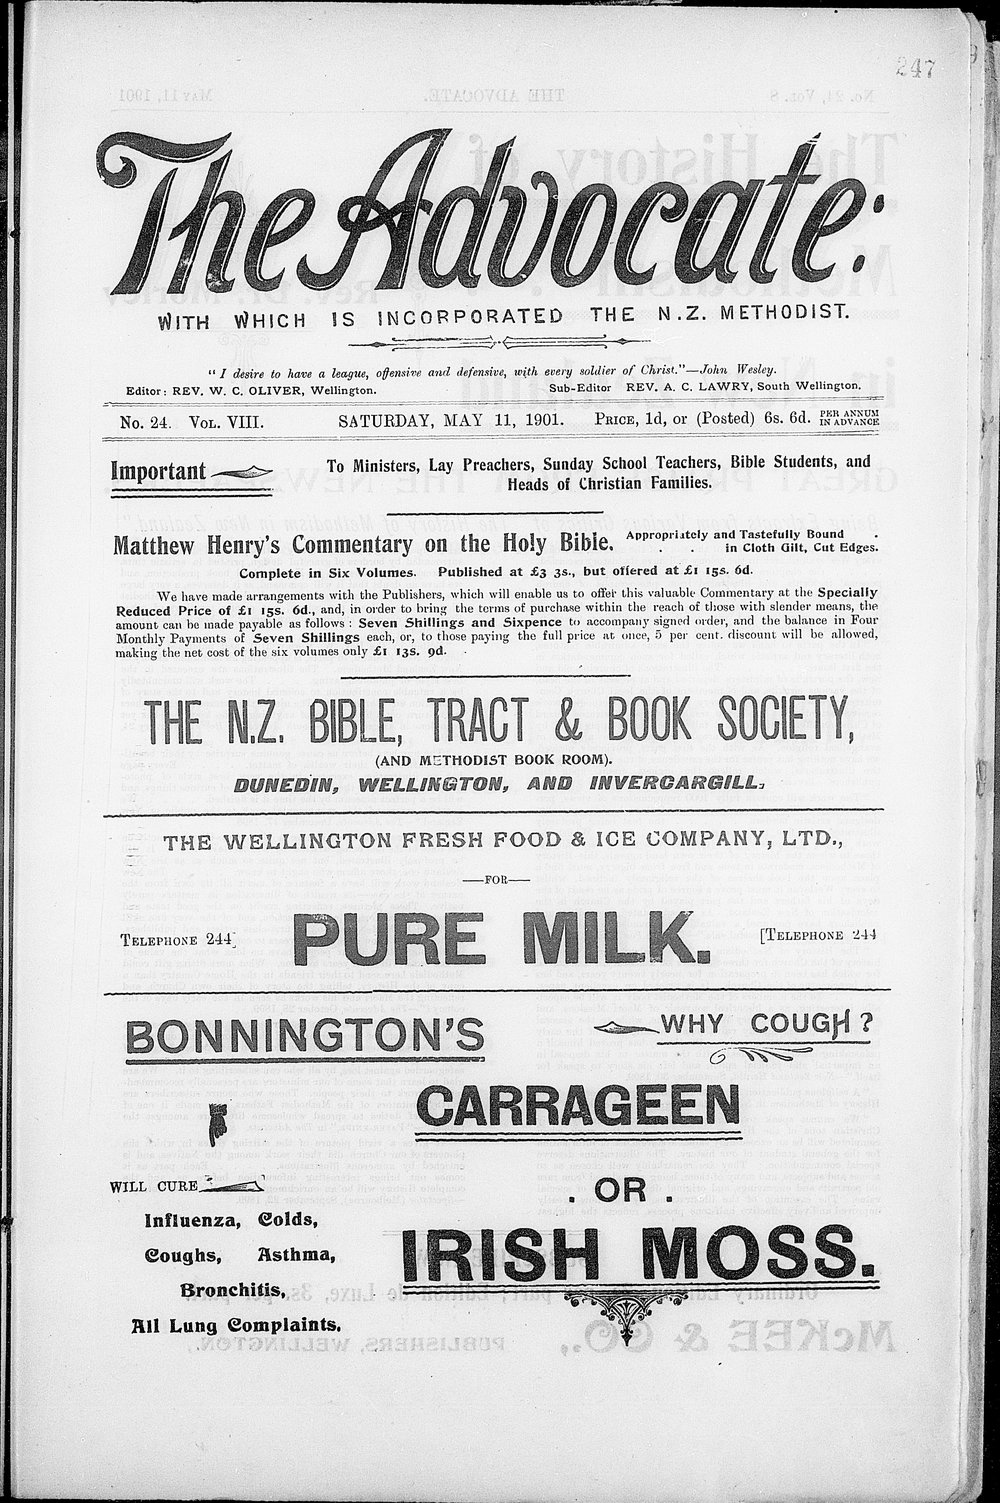 247
The Advocate:
WITH WHICH IS INCORPORATED THE N.Z. METHODIST.
"I desire to have a league, offensive and defensive, with every soldier of Christ."—John Wesley.
Editor: REV. W. C. OLIVER, Wellington. Sub-Editor REV. A. C. LAWRY, South Wellington.
No. 24. VOL. VIII. SATURDAY, MAY 11, 1901. PRICE, 1d, or (Posted) 6s. 6d. PER ANNUM IN ADVANCE
Important
To Ministers, Lay Preachers, Sunday School Teachers, Bible Students, and
Heads of Christian Families.
Matthew Henry's Commentary on the Holy Bible. Appropriately and Tastefully Bound .
. . in Cloth Gilt, Cut Edges.
Complete in Six Volumes. Published at £3 3s., but offered at £1 15s. 6d.
We have made arrangements with the Publishers, which will enable us to offer this valuable Commentary at the Specially
Reduced Price of £1 15s. 6d., and, in order to bring the terms of purchase within the reach of those with slender means, the
amount can be made payable as follows: Seven Shillings and Sixpence to accompany signed order, and the balance in Four
Monthly Payments of Seven Shillings each, or, to those paying the full price at once, 5 per cent. discount will be allowed,
making the net cost of the six volumes only £1 13s. 9d.
THE N.Z. BIBLE, TRACT & BOOK SOCIETY,
(AND METHODIST BOOK ROOM).
DUNEDIN, WELLINGTON, AND INVERCARGILL,
THE WELLINGTON FRESH FOOD & ICE COMPANY, LTD.,
—FOR—
TELEPHONE 244] PURE MILK. [TELEPHONE 244
BONNINGTON'S WHY COUGH?
CARRAGEEN
WILL CURE
. OR .
Influenza, Colds,
Coughs, Asthma,
IRISH MOSS.
Bronchitis,
All Lung Complaints.